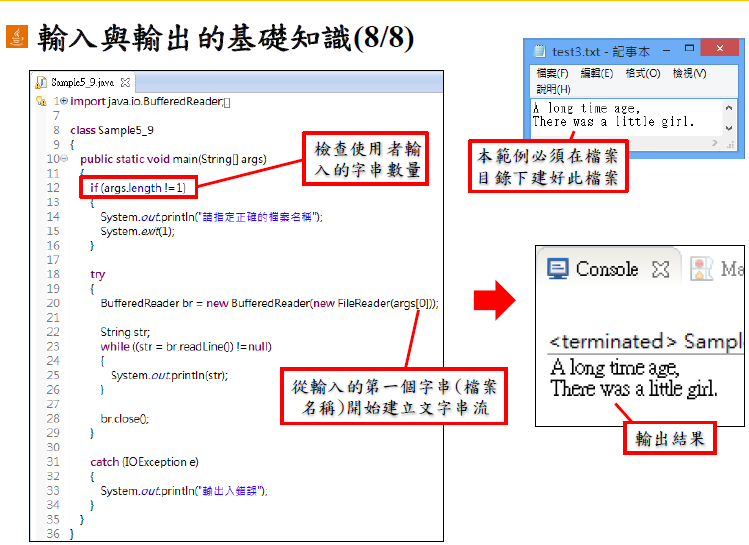 輸入與輸出的基礎知識(8/8)
Sample5_9.java
1 import java.io.BufferedReader;
7
8 class Sample5_9
9 {
10 public static void main(String[] args)
11 {
12 if (args.length !=1)
13 {
14 System.out.println("請指定正確的檔案名稱");
15 System.exit(1);
16 }
17
18 try
19 {
20 BufferedReader br = new BufferedReader(new FileReader(args[0]));
21
22 String str;
23 while ((str = br.readLine()) !=null)
24 {
25 System.out.println(str);
26 }
27
28 br.close();
29 }
30
31 catch (IOException e)
32 {
33 System.out.println("輸出入錯誤");
34 }
35 }
36 }
檢查使用者輸
入的字串數量
從輸入的第一個字串(檔案
名稱)開始建立文字串流
test3.txt - 記事本
檔案(F) 編輯(E) 格式(O) 檢視(V)
說明(H)
A long time age,
There was a little girl.
本範例必須在檔案
目錄下建好此檔案
Console Ma
<terminated> Sampl
A long time age,
There was a little girl.
輸出結果